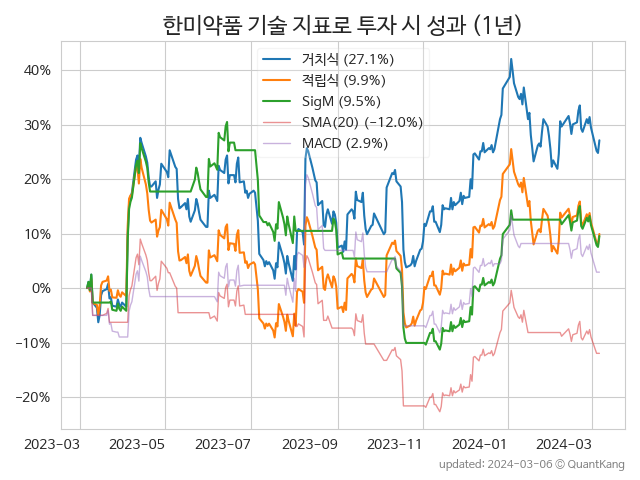 한미약품 기술 지표로 투자 시 성과 (1년)
거치식 (27.1%)
적립식 (9.9%)
SigM (9.5%)
SMA(20) (−12.0%)
MACD (2.9%)
40%
30%
20%
10%
0%
−10%
−20%
2023-03 2023-05 2023-07 2023-09 2023-11 2024-01 2024-03
updated: 2024-03-06 ⓒ QuantKang